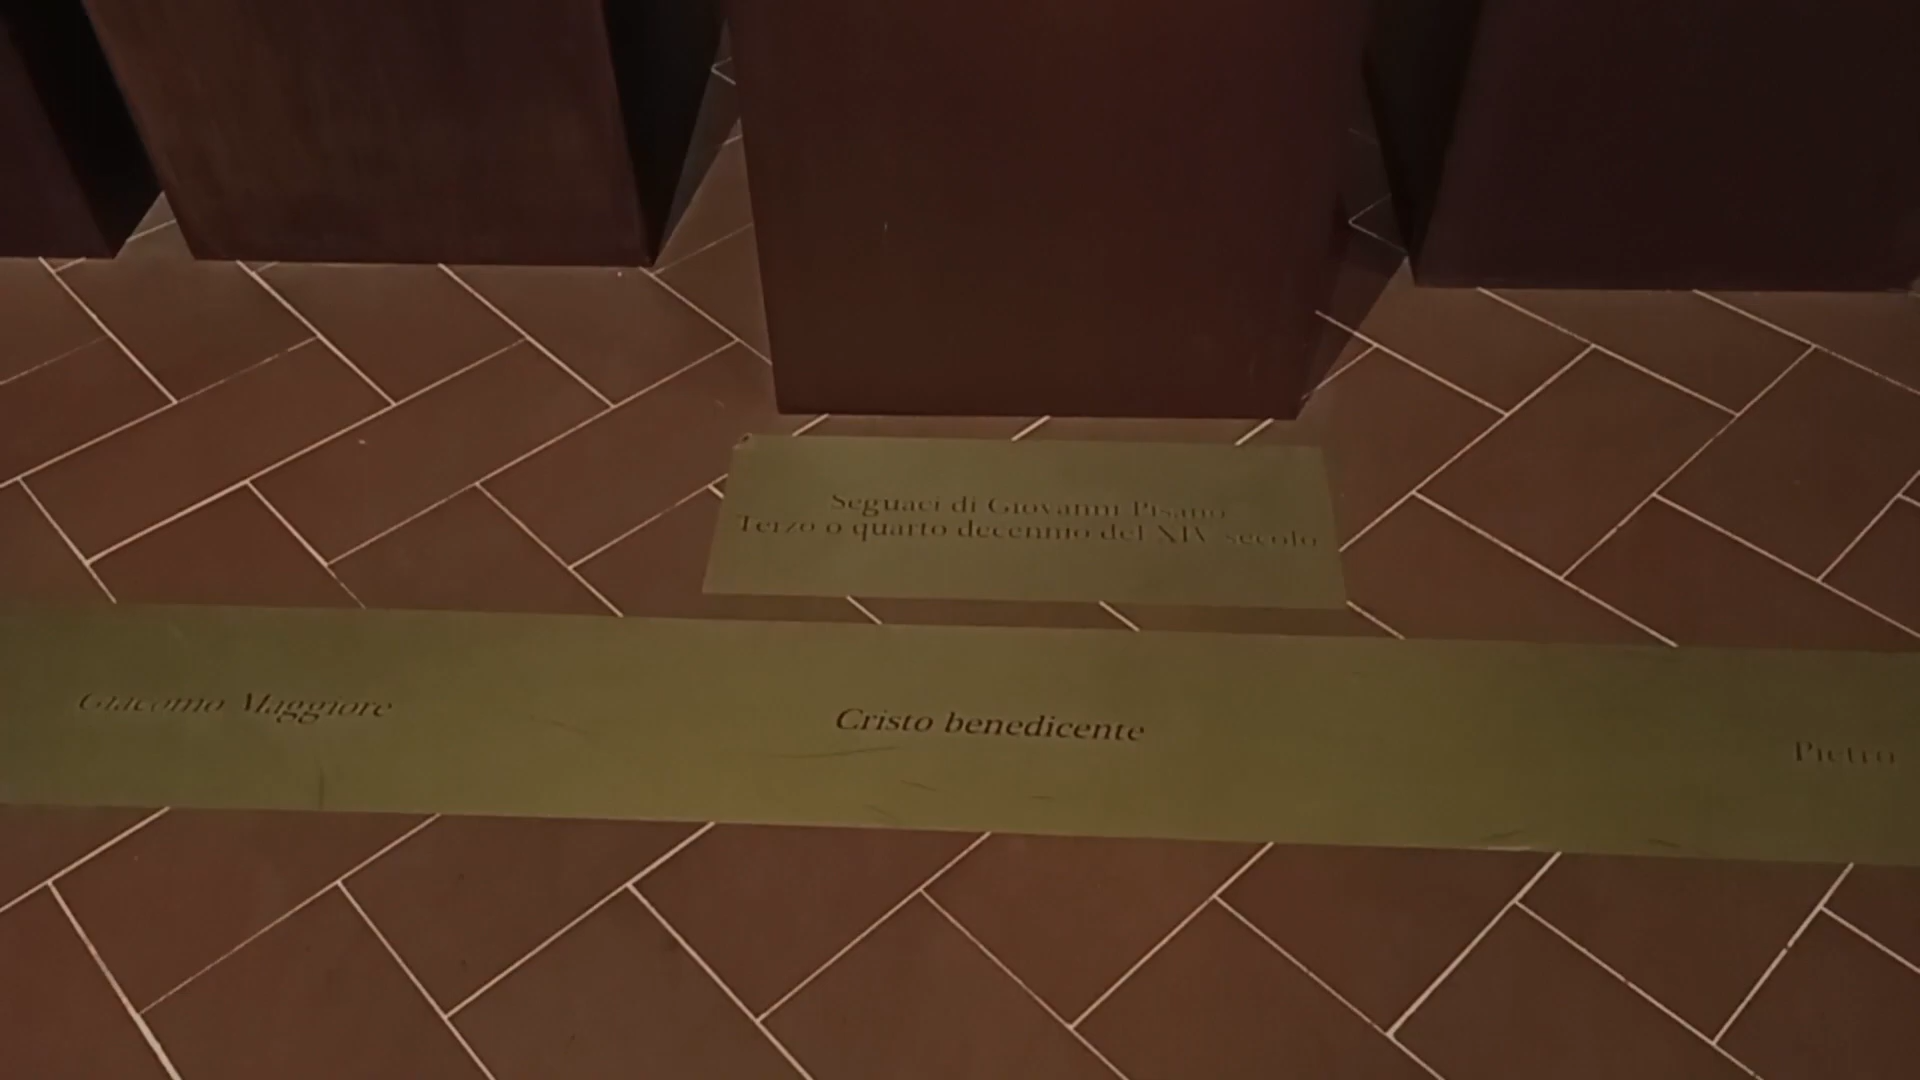 Seguaci di Giovanni Pisano
Terzo o quarto decennio del XIV secolo
Giacomo Maggiore
Cristo benedicente
Pietro